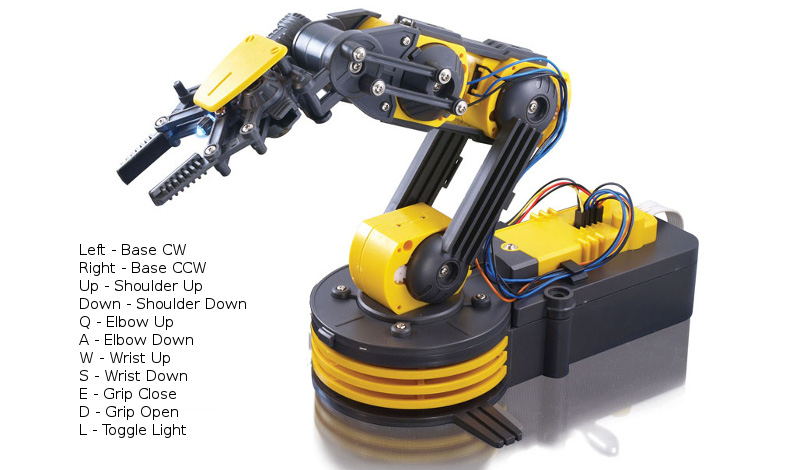 Left - Base CW
Right - Base CCW
Up - Shoulder Up
Down - Shoulder Down
Q - Elbow Up
A - Elbow Down
W - Wrist Up
S - Wrist Down
E - Grip Close
D - Grip Open
L - Toggle Light